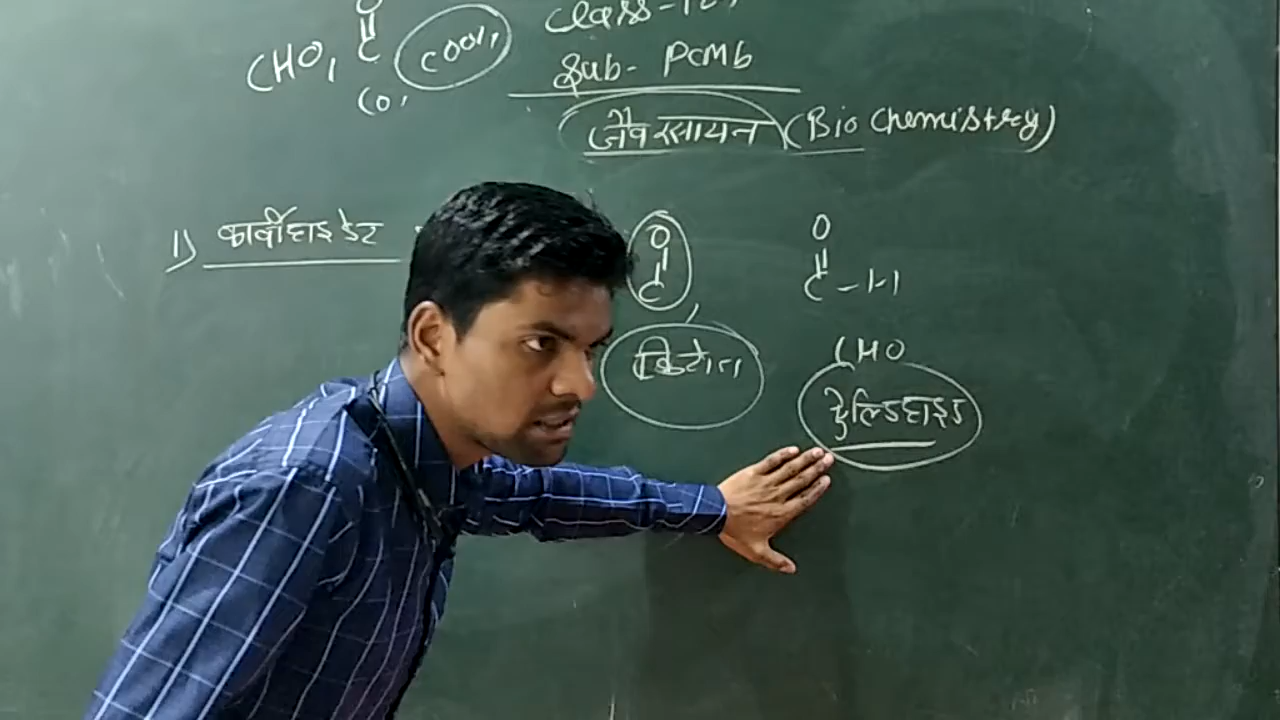 Class-12,
O
CHO, C COOH,
CO,
Sub- PCMb
जैव रसायन (Bio Chemistry)
1) कार्बोहाइडेट
O O
C, C-H
CHO
किटोन
एल्डिहाइड